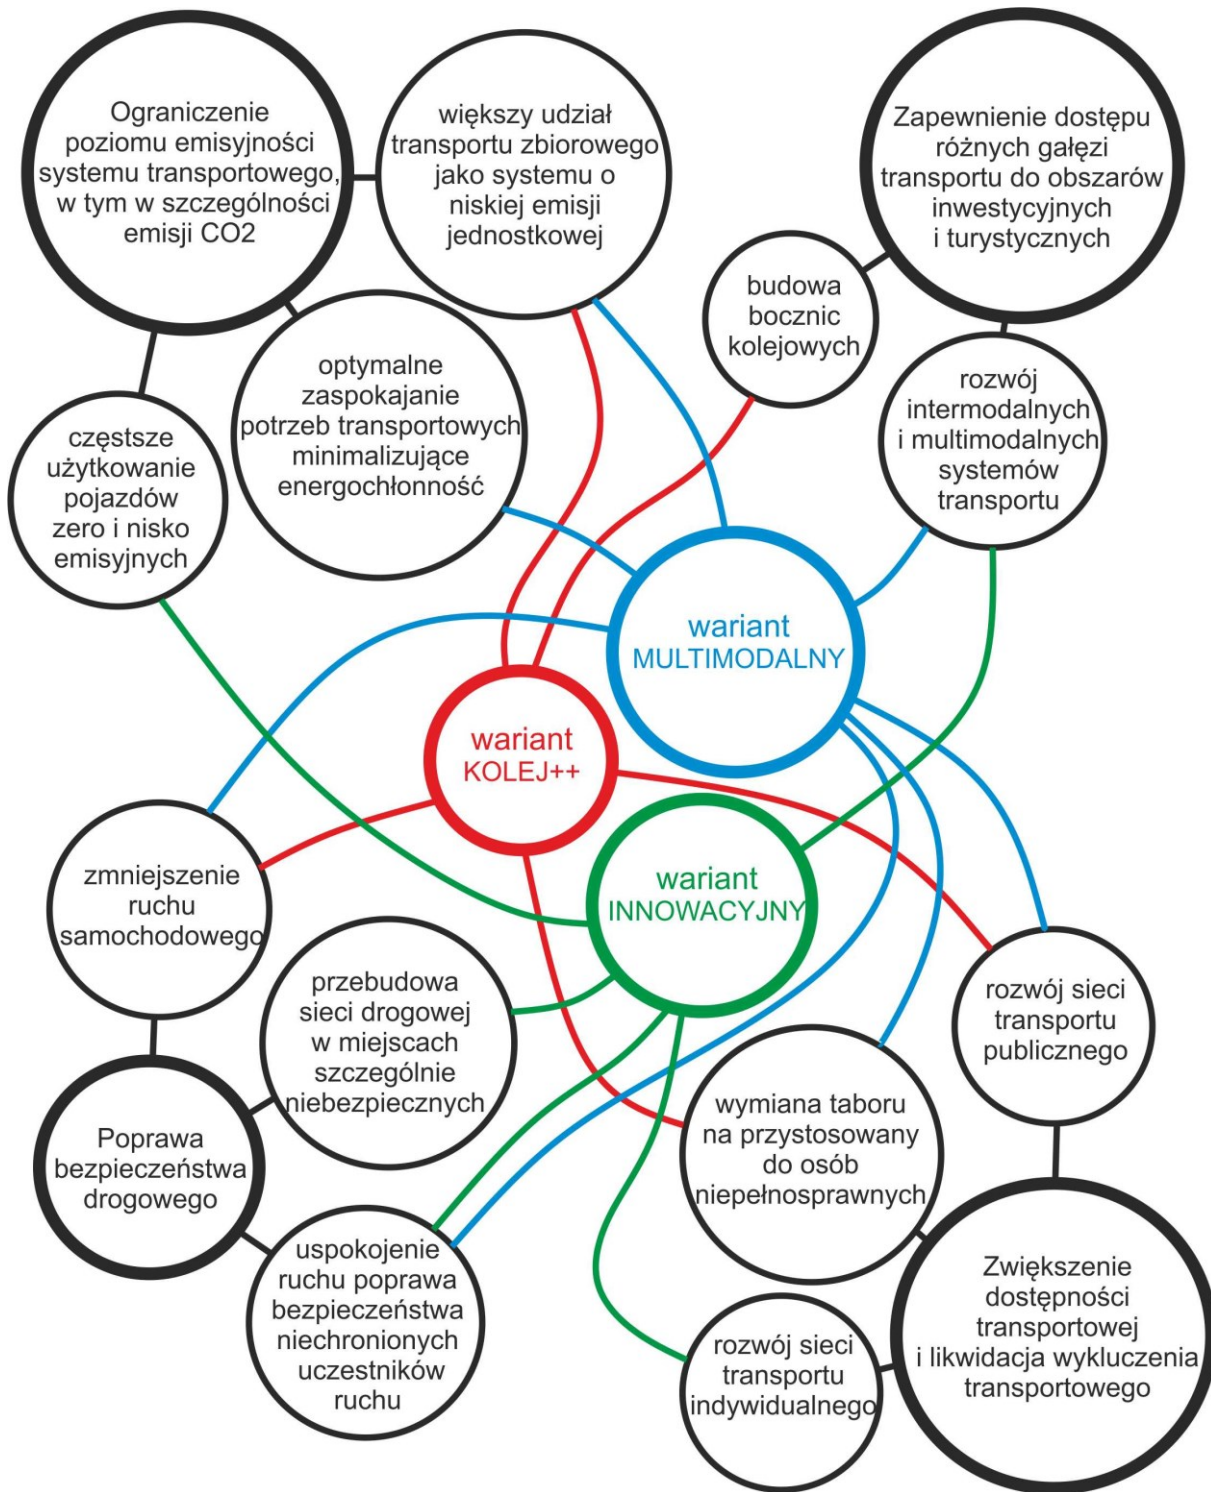 Ograniczenie
poziomu emisyjności
systemu transportowego,
w tym w szczególności
emisji CO2
większy udział
transportu zbiorowego
jako systemu o
niskiej emisji
jednostkowej
Zapewnienie dostępu
różnych gałęzi
transportu do obszarów
inwestycyjnych
i turystycznych
budowa
bocznic
kolejowych
optymalne
zaspokajanie
potrzeb transportowych
minimalizujące
energochłonność
rozwój
intermodalnych
i multimodalnych
systemów
transportu
częstsze
użytkowanie
pojazdów
zero i nisko
emisyjnych
wariant
MULTIMODALNY
wariant
KOLEJ++
wariant
INNOWACYJNY
zmniejszenie
ruchu
samochodowego
przebudowa
sieci drogowej
w miejscach
szczególnie
niebezpiecznych
rozwój sieci
transportu
publicznego
Poprawa
bezpieczeństwa
drogowego
wymiana taboru
na przystosowany
do osób
niepełnosprawnych
uspokojenie
ruchu poprawa
bezpieczeństwa
niechronionych
uczestników
ruchu
Zwiększenie
dostępności
transportowej
i likwidacja wykluczenia
transportowego
rozwój sieci
transportu
indywidualnego